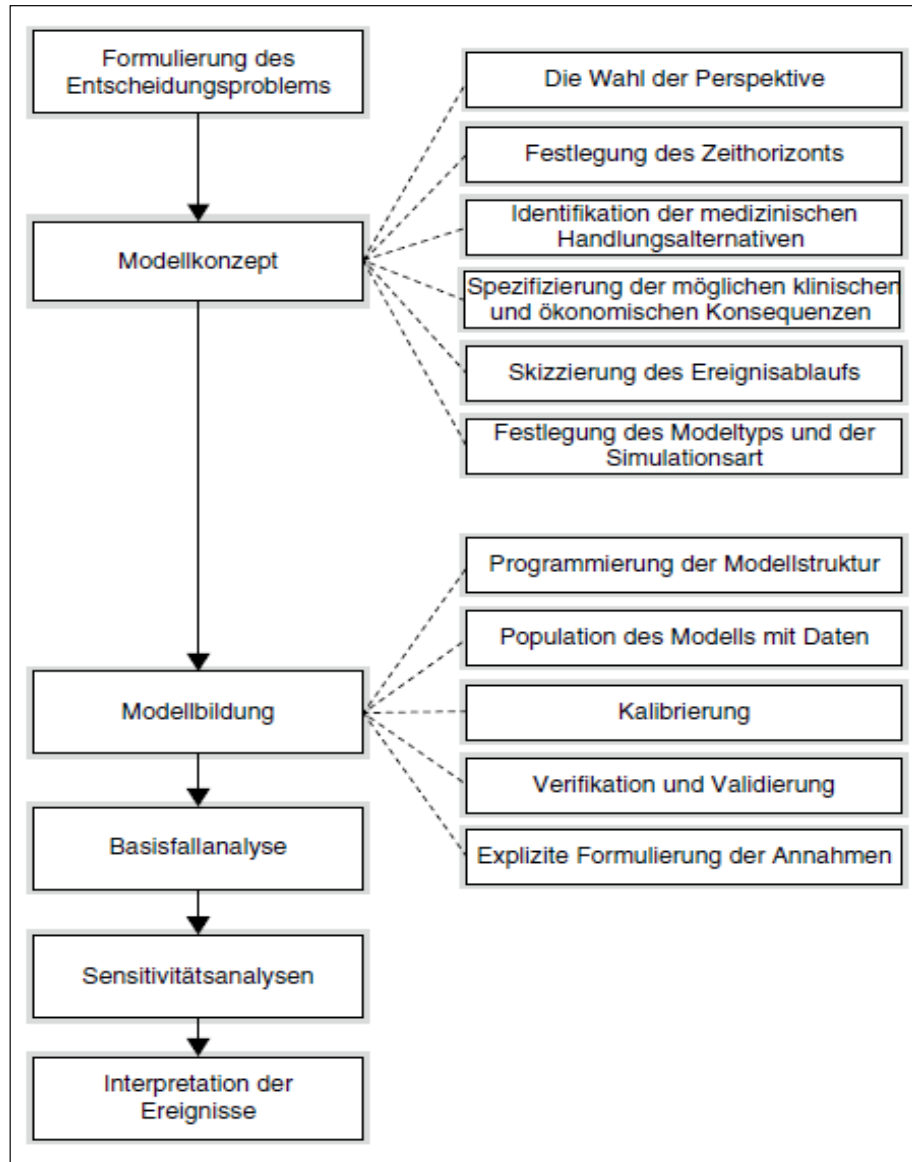 Formulierung des
Entscheidungsproblems
Modellkonzept
Die Wahl der Perspektive
Festlegung des Zeithorizonts
Identifikation der medizinischen
Handlungsalternativen
Spezifizierung der möglichen klinischen
und ökonomischen Konsequenzen
Skizzierung des Ereignisablaufs
Festlegung des Modeltyps und der
Simulationsart
Modellbildung
Programmierung der Modellstruktur
Population des Modells mit Daten
Kalibrierung
Verifikation und Validierung
Explizite Formulierung der Annahmen
Basisfallanalyse
Sensitivitätsanalysen
Interpretation der
Ereignisse